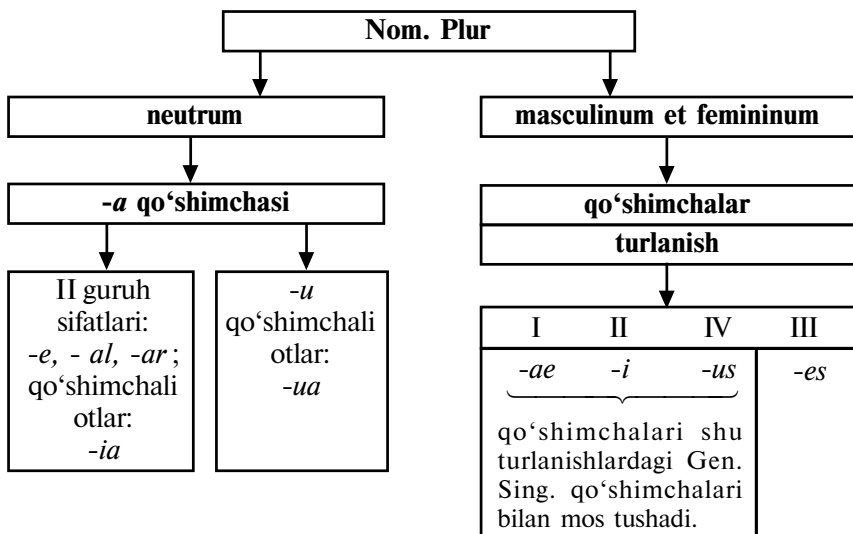 Nom. Plur
neutrum
masculinum et femininum
-a qo‘shimchasi
qo‘shimchalar
turlanish
II guruh
sifatlari:
-e, - al, -ar ;
qo‘shimchali
otlar:
-ia
-u
qo‘shimchali
otlar:
-ua
I II IV III
-ae -i -us -es
qo‘shimchalari shu
turlanishlardagi Gen.
Sing. qo‘shimchalari
bilan mos tushadi.